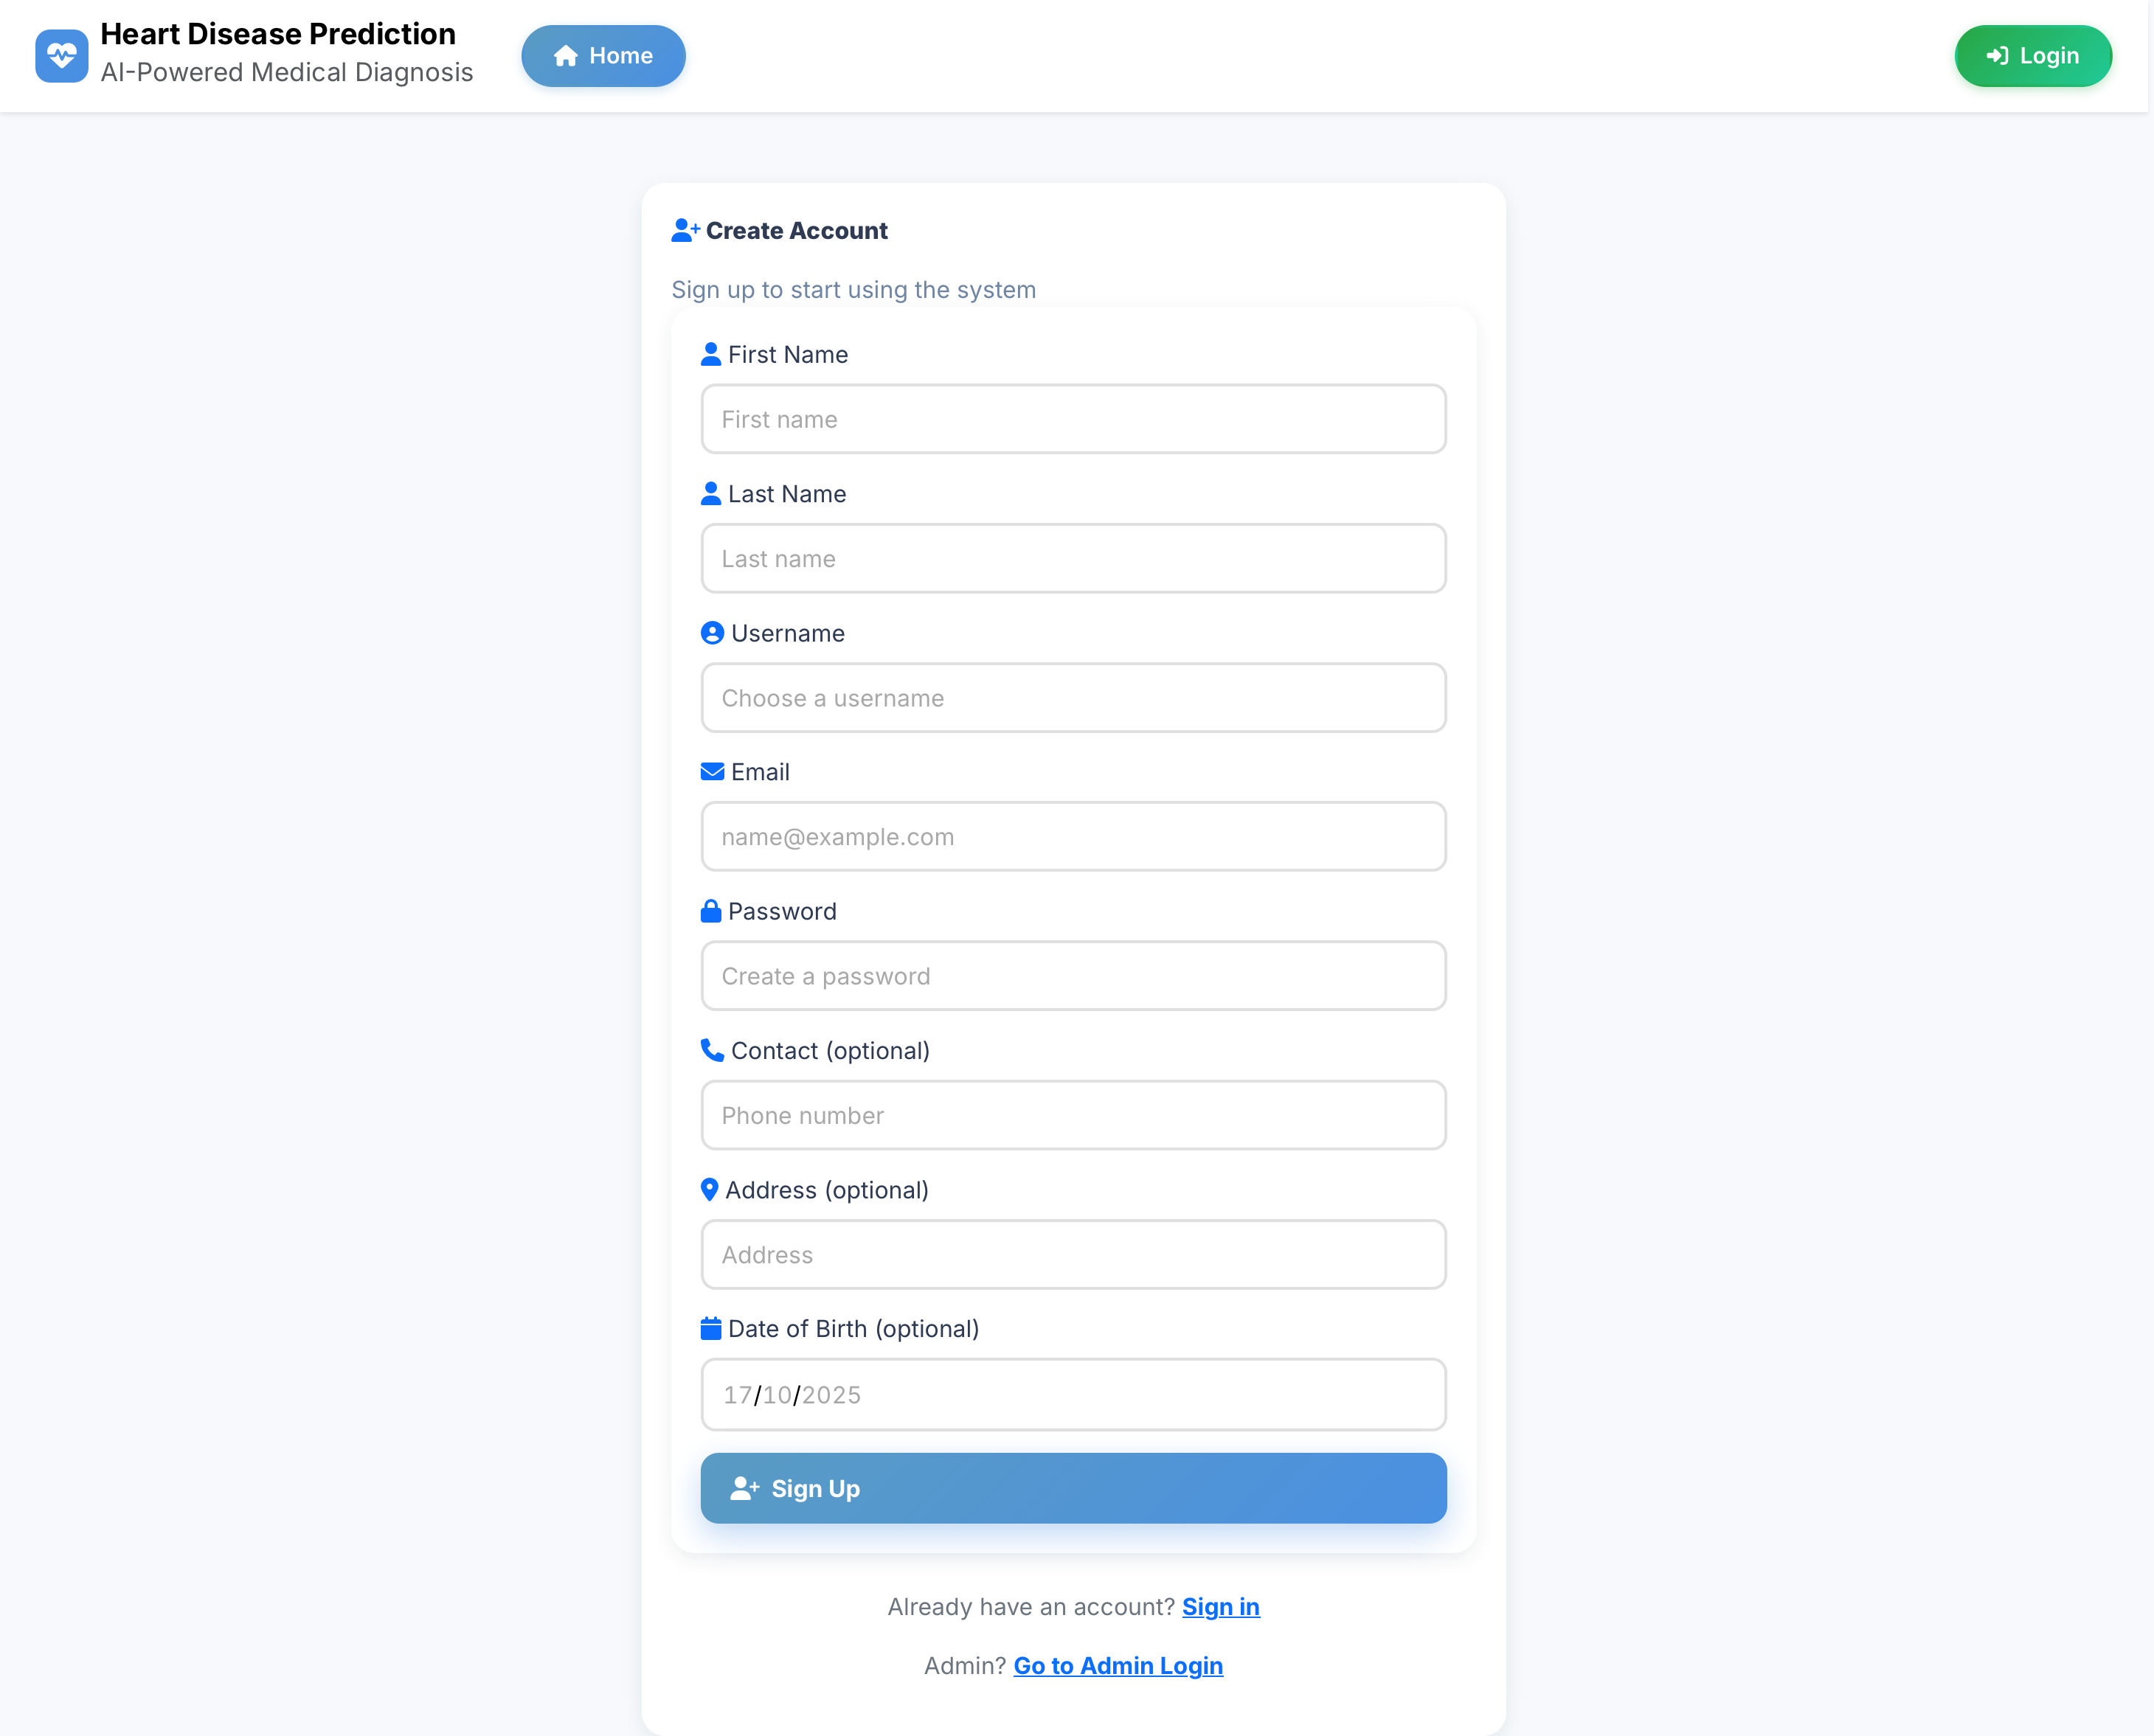 Heart Disease Prediction
AI-Powered Medical Diagnosis
Home
Login
Create Account
Sign up to start using the system
First Name
First name
Last Name
Last name
Username
Choose a username
Email
name@example.com
Password
Create a password
Contact (optional)
Phone number
Address (optional)
Address
Date of Birth (optional)
17/10/2025
Sign Up
Already have an account? Sign in
Admin? Go to Admin Login